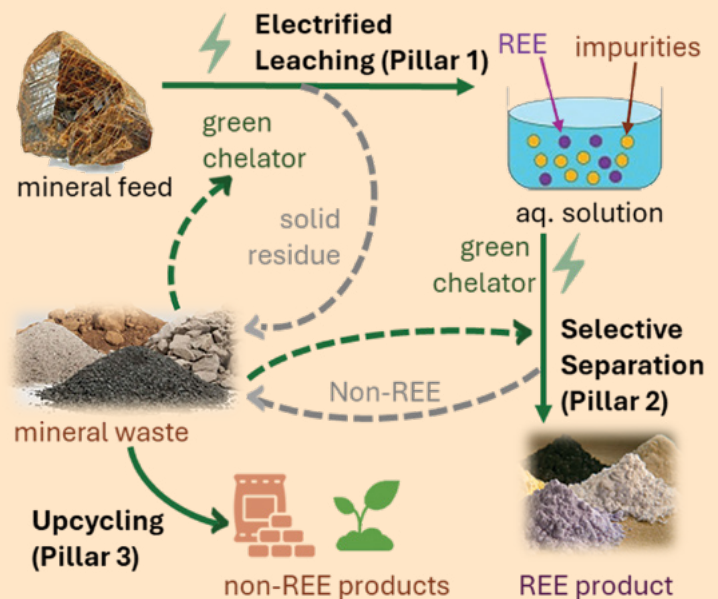 Electrified
Leaching (Pillar 1)
REE
impurities
green
chelator
mineral feed
solid
residue
aq. solution
green
chelator
Selective
Separation
(Pillar 2)
Non-REE
mineral waste
Upcycling
(Pillar 3)
non-REE products
REE product